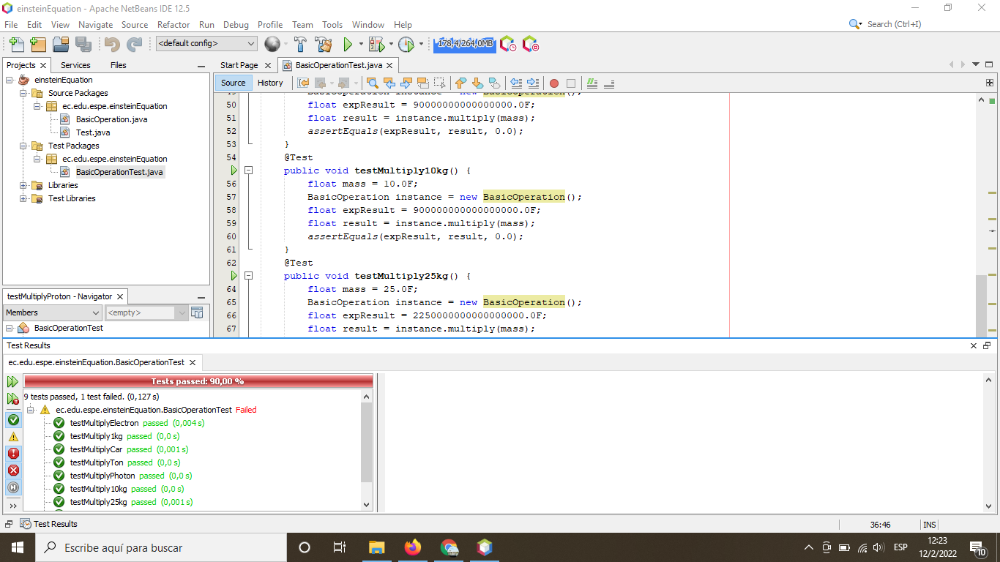 einsteinEquation - Apache NetBeans IDE 12.5
File Edit View Navigate Source Refactor Run Debug Profile Team Tools Window Help
Search (Ctrl+I)
<default config>
178,4/264,0MB
Projects Services Files
einsteinEquation
Source Packages
ec.edu.espe.einsteinEquation
BasicOperation.java
Test.java
Test Packages
ec.edu.espe.einsteinEquation
BasicOperationTest.java
Libraries
Test Libraries
testMultiplyProton - Navigator
Members <empty>
BasicOperationTest
Start Page BasicOperationTest.java
Source History
49 BasicOperation instance = new BasicOperation();
50 float expResult = 90000000000000000.0F;
51 float result = instance.multiply(mass);
52 assertEquals(expResult, result, 0.0);
53 }
54 @Test
public void testMultiply10kg() {
56 float mass = 10.0F;
57 BasicOperation instance = new BasicOperation();
58 float expResult = 900000000000000000.0F;
59 float result = instance.multiply(mass);
60 assertEquals(expResult, result, 0.0);
61 }
62 @Test
public void testMultiply25kg() {
64 float mass = 25.0F;
65 BasicOperation instance = new BasicOperation();
66 float expResult = 2250000000000000000.0F;
67 float result = instance.multiply(mass);
Test Results
ec.edu.espe.einsteinEquation.BasicOperationTest
Tests passed: 90,00 %
9 tests passed, 1 test failed. (0,127 s)
ec.edu.espe.einsteinEquation.BasicOperationTest Failed
testMultiplyElectron passed (0,004 s)
testMultiply1kg passed (0,0 s)
testMultiplyCar passed (0,001 s)
testMultiplyTon passed (0,0 s)
testMultiplyPhoton passed (0,0 s)
testMultiply10kg passed (0,0 s)
testMultiply25kg passed (0,001 s)
Test Results
36:46 INS
Escribe aquí para buscar
ESP
12:23
12/2/2022
10